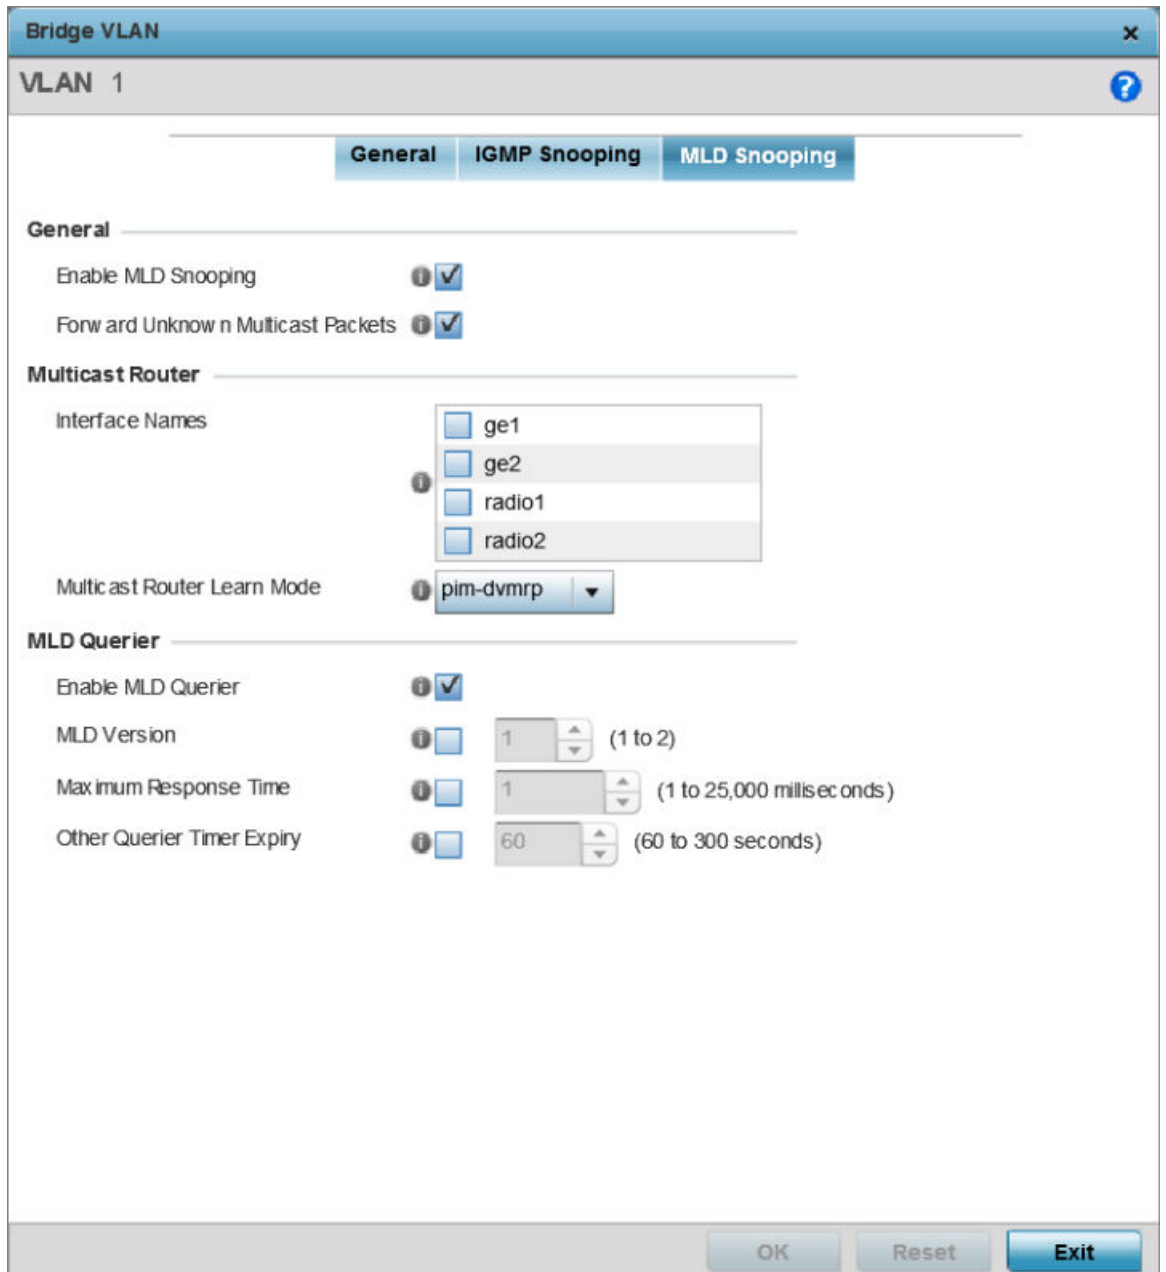 Bridge VLAN
VLAN 1
General IGMP Snooping MLD Snooping
General
Enable MLD Snooping
Forward Unknown Multicast Packets
Multicast Router
Interface Names
ge1
ge2
radio1
radio2
Multicast Router Learn Mode pim-dvmrp
MLD Querier
Enable MLD Querier
MLD Version 1 (1 to 2)
Maximum Response Time 1 (1 to 25,000 milliseconds)
Other Querier Timer Expiry 60 (60 to 300 seconds)
OK Reset Exit